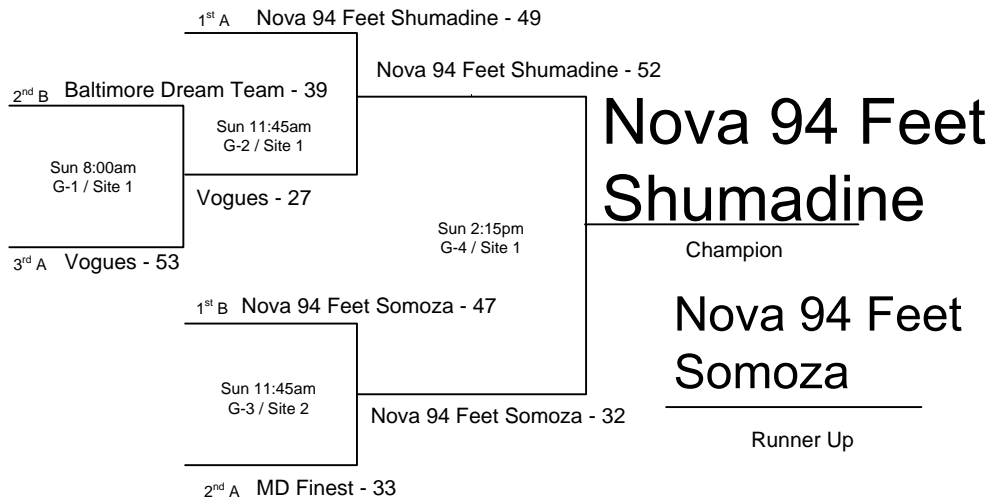 1st A Nova 94 Feet Shumadine - 49
Nova 94 Feet Shumadine - 52
2nd B Baltimore Dream Team - 39
Sun 11:45am
G-2 / Site 1
Sun 8:00am
G-1 / Site 1
Vogues - 27
3rd A Vogues - 53
Sun 2:15pm
G-4 / Site 1
Nova 94 Feet
Shumadine
Champion
1st B Nova 94 Feet Somoza - 47
Sun 11:45am
G-3 / Site 2
Nova 94 Feet Somoza - 32
2nd A MD Finest - 33
Nova 94 Feet
Somoza
Runner Up